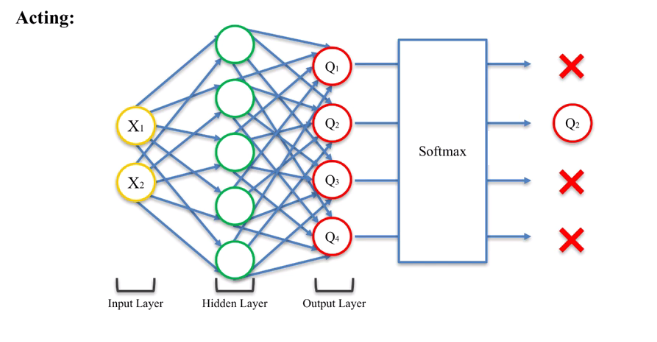 Acting:
X1
X2
Q1
Q2
Q3
Q4
Softmax
Q2
Input Layer
Hidden Layer
Output Layer